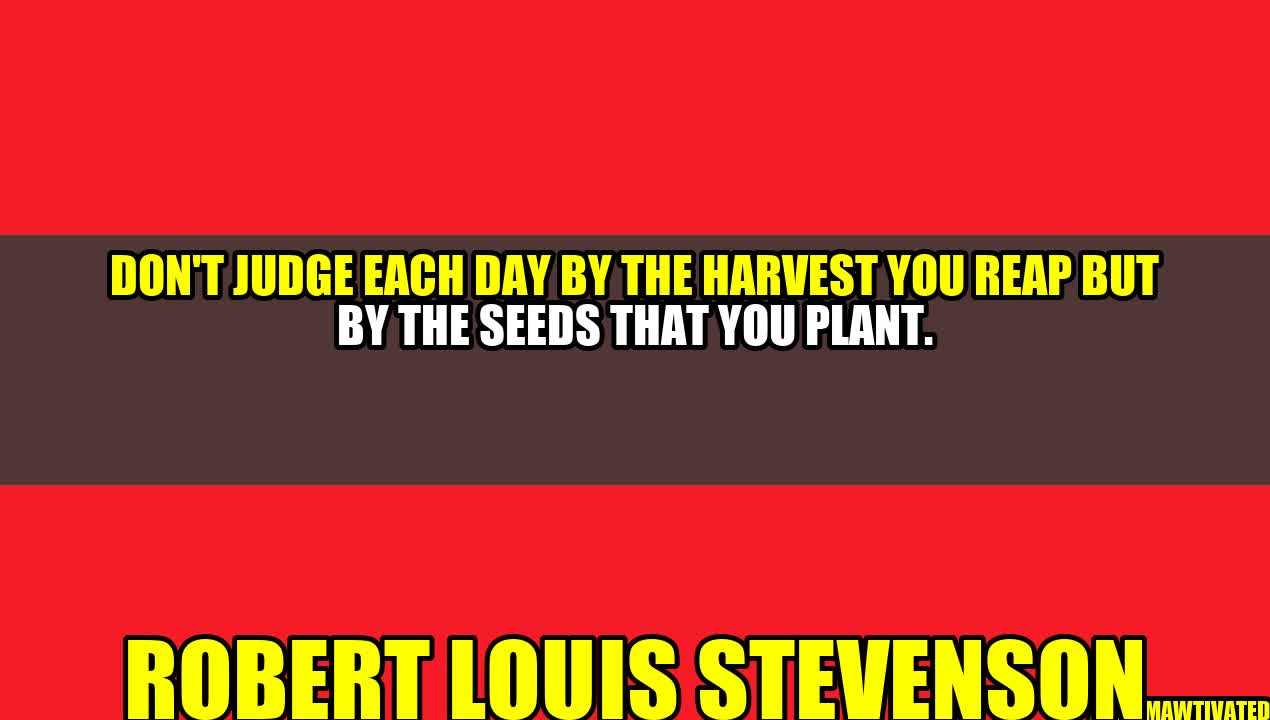 DON'T JUDGE EACH DAY BY THE HARVEST YOU REAP BUT
BY THE SEEDS THAT YOU PLANT.
ROBERT LOUIS STEVENSON
MAWTIVATED